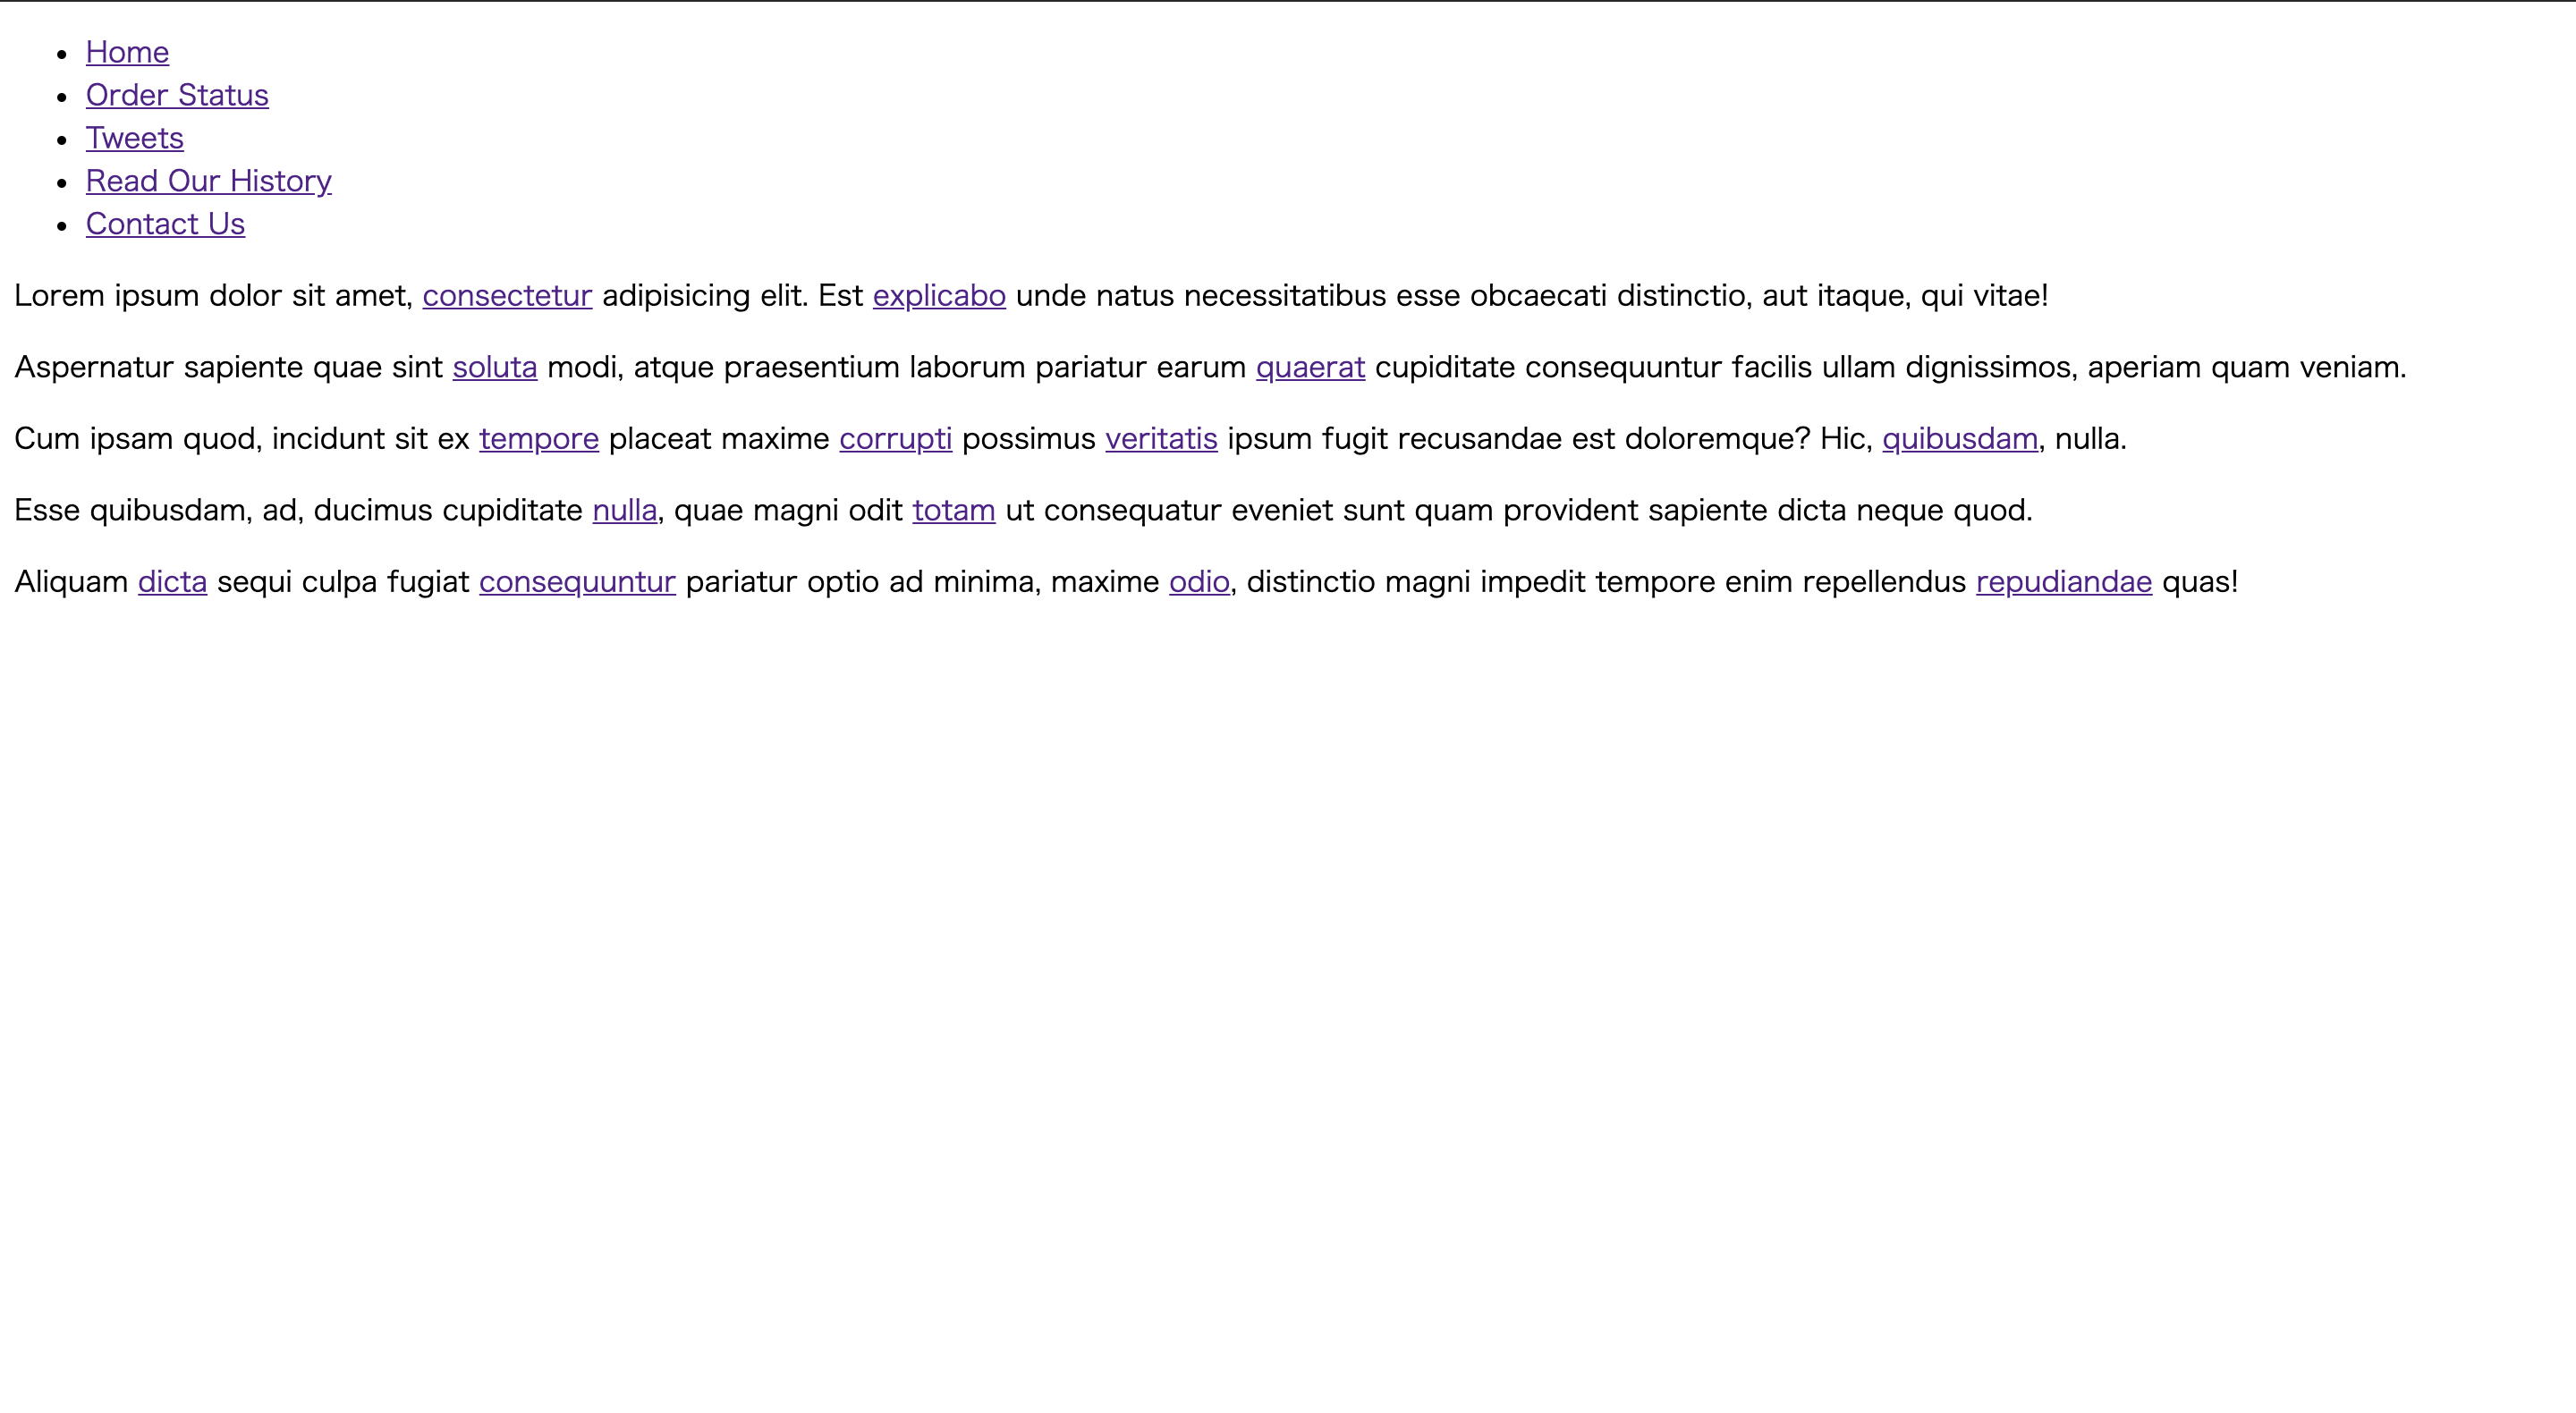 Home
Order Status
Tweets
Read Our History
Contact Us
Lorem ipsum dolor sit amet, consectetur adipisicing elit. Est explicabo unde natus necessitatibus esse obcaecati distinctio, aut itaque, qui vitae!
Aspernatur sapiente quae sint soluta modi, atque praesentium laborum pariatur earum quaerat cupiditate consequuntur facilis ullam dignissimos, aperiam quam veniam.
Cum ipsam quod, incidunt sit ex tempore placeat maxime corrupti possimus veritatis ipsum fugit recusandae est doloremque? Hic, quibusdam, nulla.
Esse quibusdam, ad, ducimus cupiditate nulla, quae magni odit totam ut consequatur eveniet sunt quam provident sapiente dicta neque quod.
Aliquam dicta sequi culpa fugiat consequuntur pariatur optio ad minima, maxime odio, distinctio magni impedit tempore enim repellendus repudiandae quas!